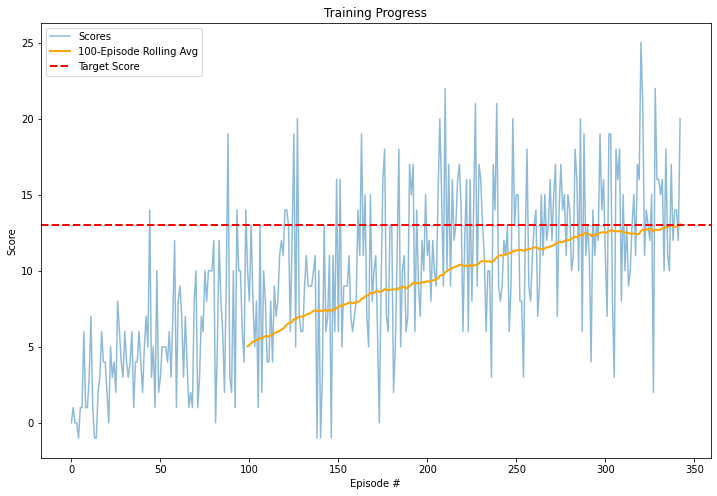 Training Progress
Scores
100-Episode Rolling Avg
Target Score
Score
25
20
15
10
5
0
0
50
100
150
200
250
300
350
Episode #